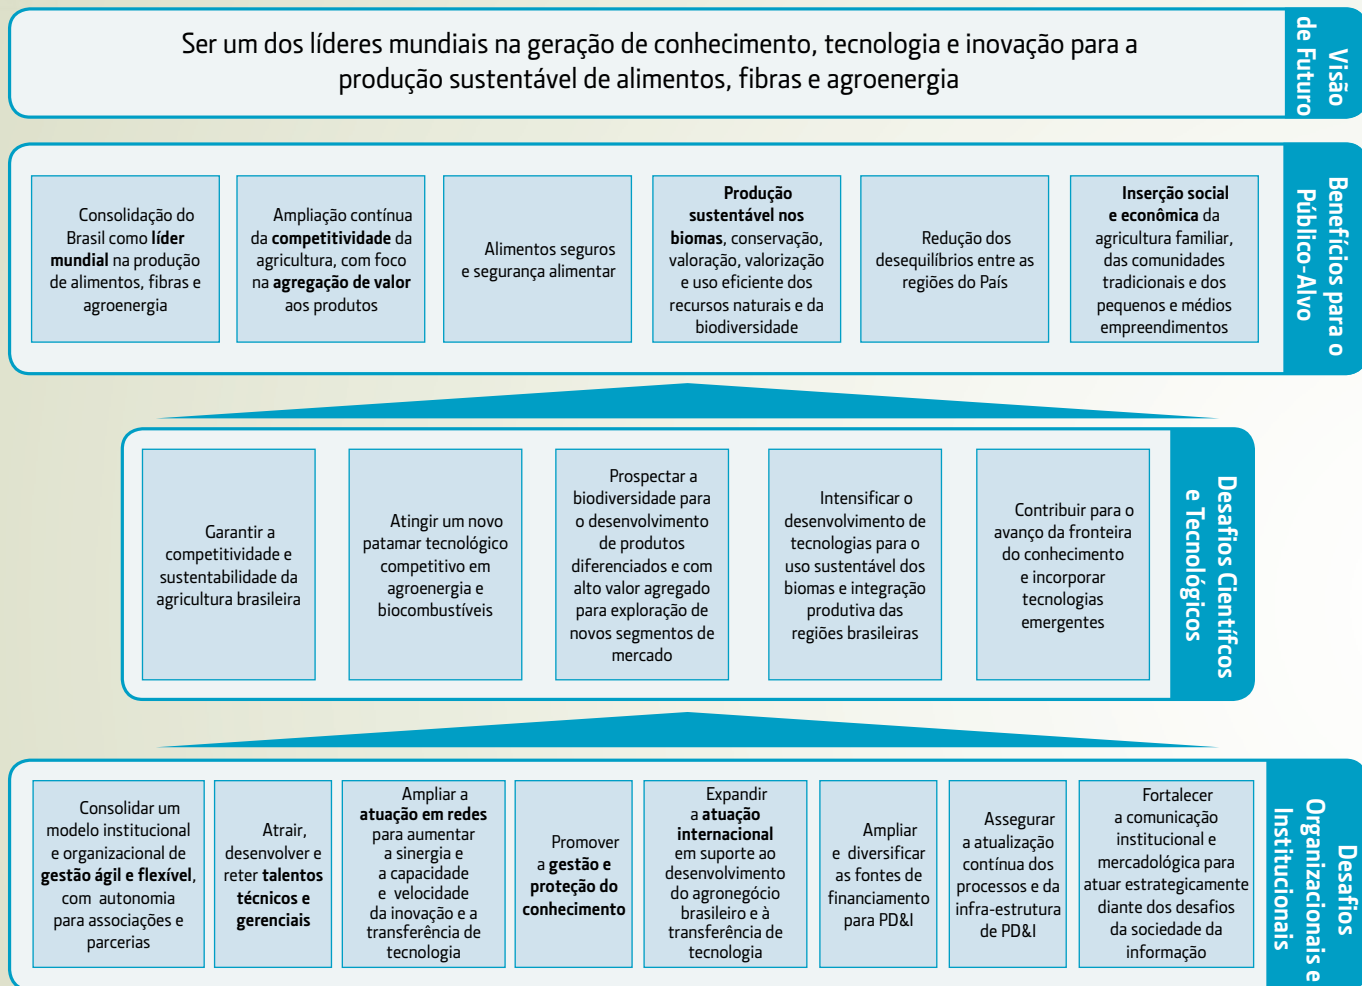 Ser um dos líderes mundiais na geração de conhecimento, tecnologia e inovação para a
produção sustentável de alimentos, fibras e agroenergia
Visão
de Futuro
Consolidação do
Brasil como líder
mundial na produção
de alimentos, fibras e
agroenergia
Ampliação contínua
da competitividade da
agricultura, com foco
na agregação de valor
aos produtos
Alimentos seguros
e segurança alimentar
Produção
sustentável nos
biomas, conservação,
valoração, valorização
e uso eficiente dos
recursos naturais e da
biodiversidade
Redução dos
desequilíbrios entre as
regiões do País
Inserção social
e econômica da
agricultura familiar,
das comunidades
tradicionais e dos
pequenos e médios
empreendimentos
Benefícios para o
Público-Alvo
Garantir a
competitividade e
sustentabilidade da
agricultura brasileira
Atingir um novo
patamar tecnológico
competitivo em
agroenergia e
biocombustíveis
Prospectar a
biodiversidade para
o desenvolvimento
de produtos
diferenciados e com
alto valor agregado
para exploração de
novos segmentos de
mercado
Intensificar o
desenvolvimento de
tecnologias para o
uso sustentável dos
biomas e integração
produtiva das
regiões brasileiras
Contribuir para o
avanço da fronteira
do conhecimento
e incorporar
tecnologias
emergentes
Desafios Científcos
e Tecnológicos
Consolidar um
modelo institucional
e organizacional de
gestão ágil e flexível,
com autonomia
para associações e
parcerias
Atrair,
desenvolver e
reter talentos
técnicos e
gerenciais
Ampliar a
atuação em redes
para aumentar
a sinergia e
a capacidade
e velocidade
da inovação e a
transferência de
tecnologia
Promover
a gestão e
proteção do
conhecimento
Expandir
a atuação
internacional
em suporte ao
desenvolvimento
do agronegócio
brasileiro e à
transferência de
tecnologia
Ampliar
e diversificar
as fontes de
financiamento
para PD&I
Assegurar
a atualização
contínua dos
processos e da
infra-estrutura
de PD&I
Fortalecer
a comunicação
institucional e
mercadológica para
atuar estrategicamente
diante dos desafios
da sociedade da
informação
Desafios
Organizacionais e
Institucionais